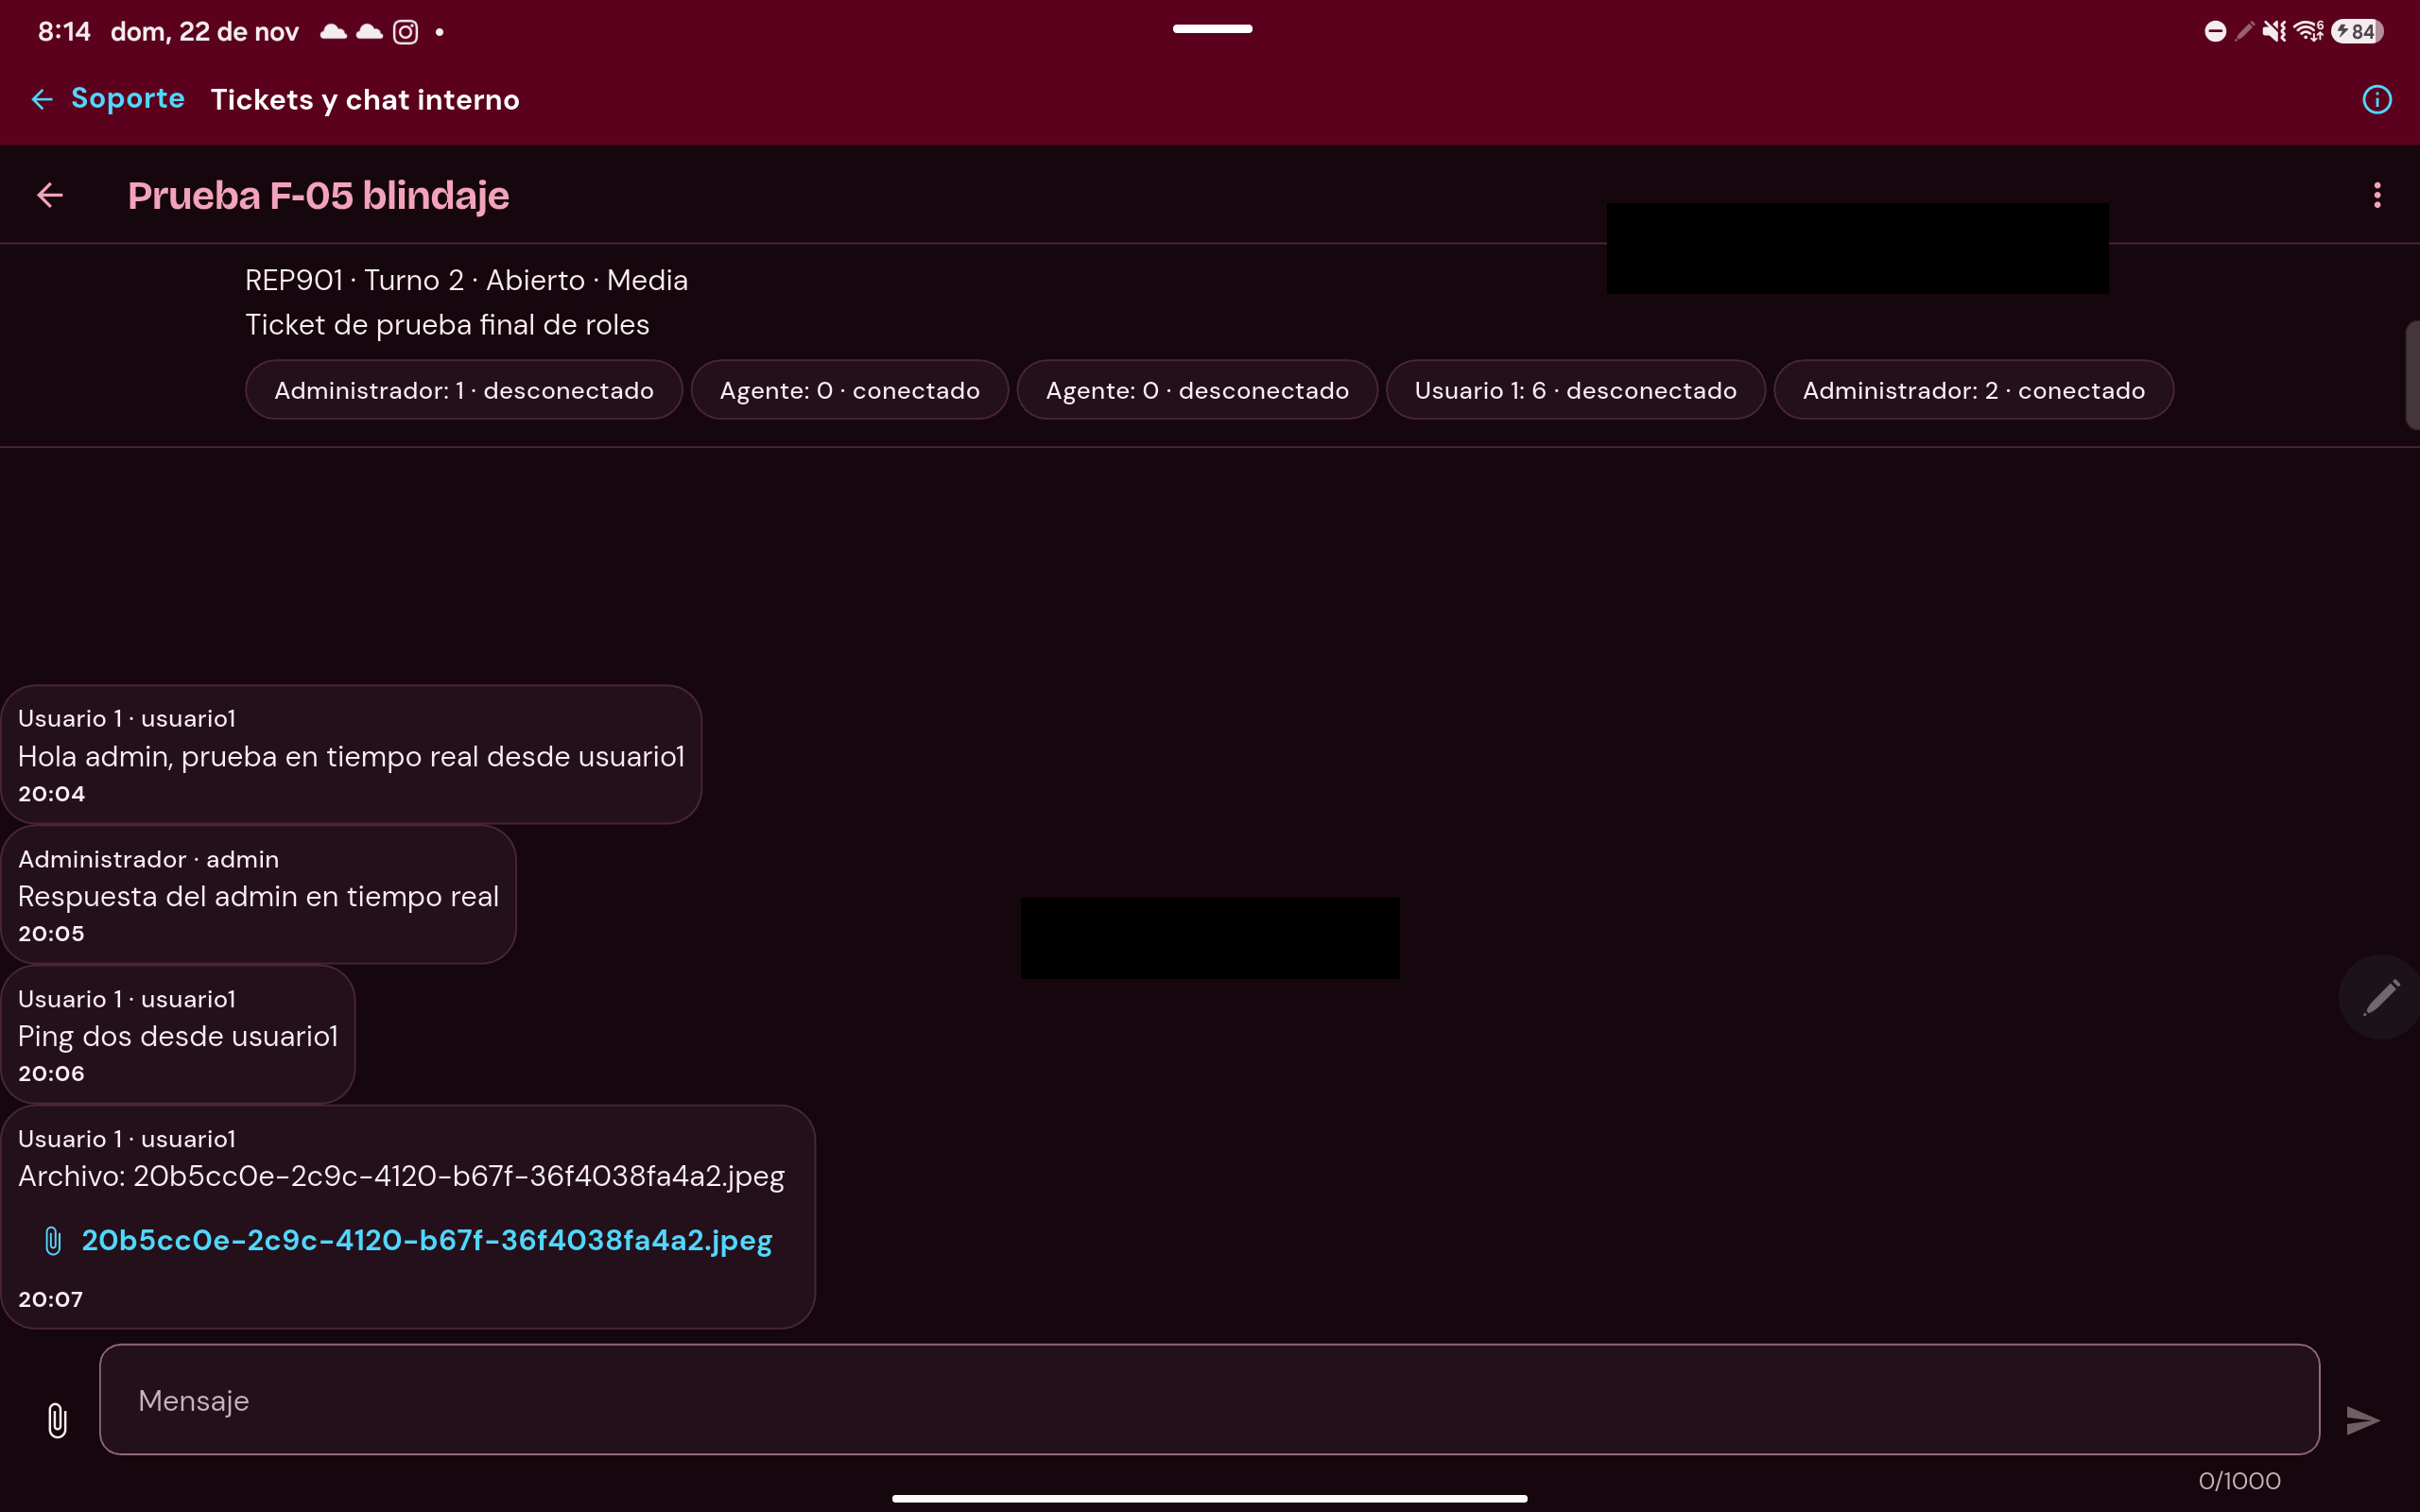 8:14 dom, 22 de nov 6 84
Soporte Tickets y chat interno
Prueba F-05 blindaje
REP901 · Turno 2 · Abierto · Media
Ticket de prueba final de roles
Administrador: 1 · desconectado Agente: 0 · conectado Agente: 0 · desconectado Usuario 1: 6 · desconectado Administrador: 2 · conectado
Usuario 1 · usuario1
Hola admin, prueba en tiempo real desde usuario1
20:04
Administrador · admin
Respuesta del admin en tiempo real
20:05
Usuario 1 · usuario1
Ping dos desde usuario1
20:06
Usuario 1 · usuario1
Archivo: 20b5cc0e-2c9c-4120-b67f-36f4038fa4a2.jpeg
20b5cc0e-2c9c-4120-b67f-36f4038fa4a2.jpeg
20:07
Mensaje
0/1000